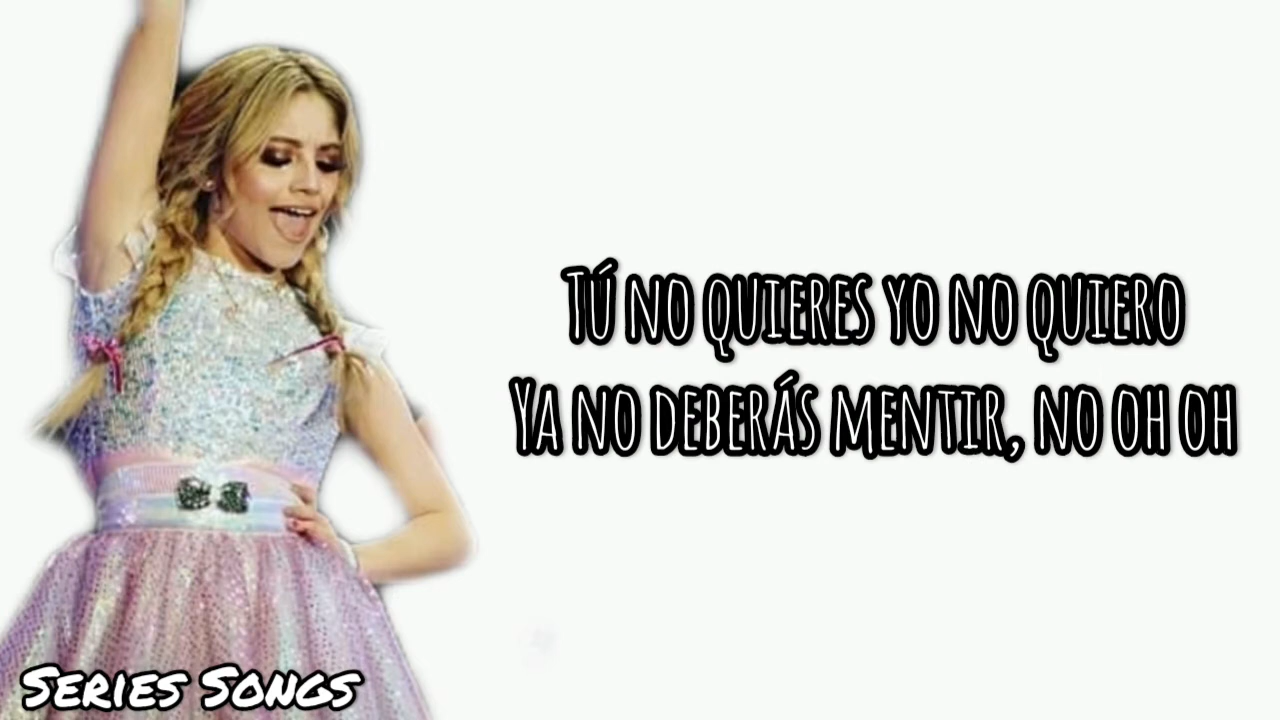 Tú no quieres yo no quiero
Ya no deberás mentir, no oh oh
Series Songs